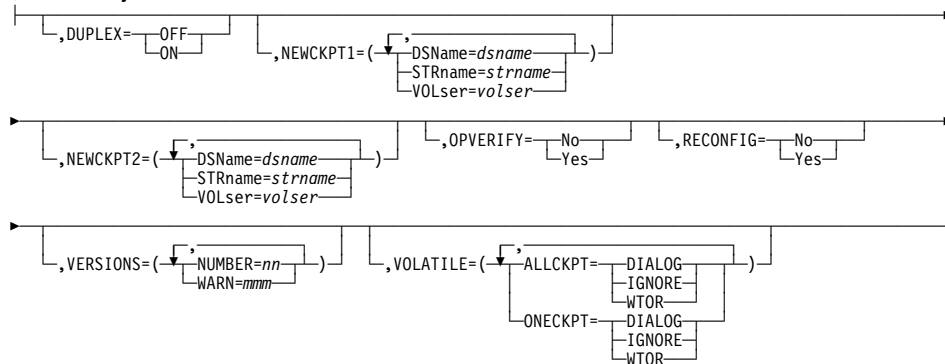 ,DUPLEX= OFF ,NEWCKPT1=( , DSName=dsname )
ON STRname=strname
VOLser=volser
,NEWCKPT2=( , DSName=dsname ) ,OPVERIFY= No ,RECONFIG= No
STRname=strname Yes Yes
VOLser=volser
,VERSIONS=( , NUMBER=nn ) ,VOLATILE=( , ALLCKPT= DIALOG )
WARN=mmm IGNORE
WTOR
ONECKPT= DIALOG
IGNORE
WTOR